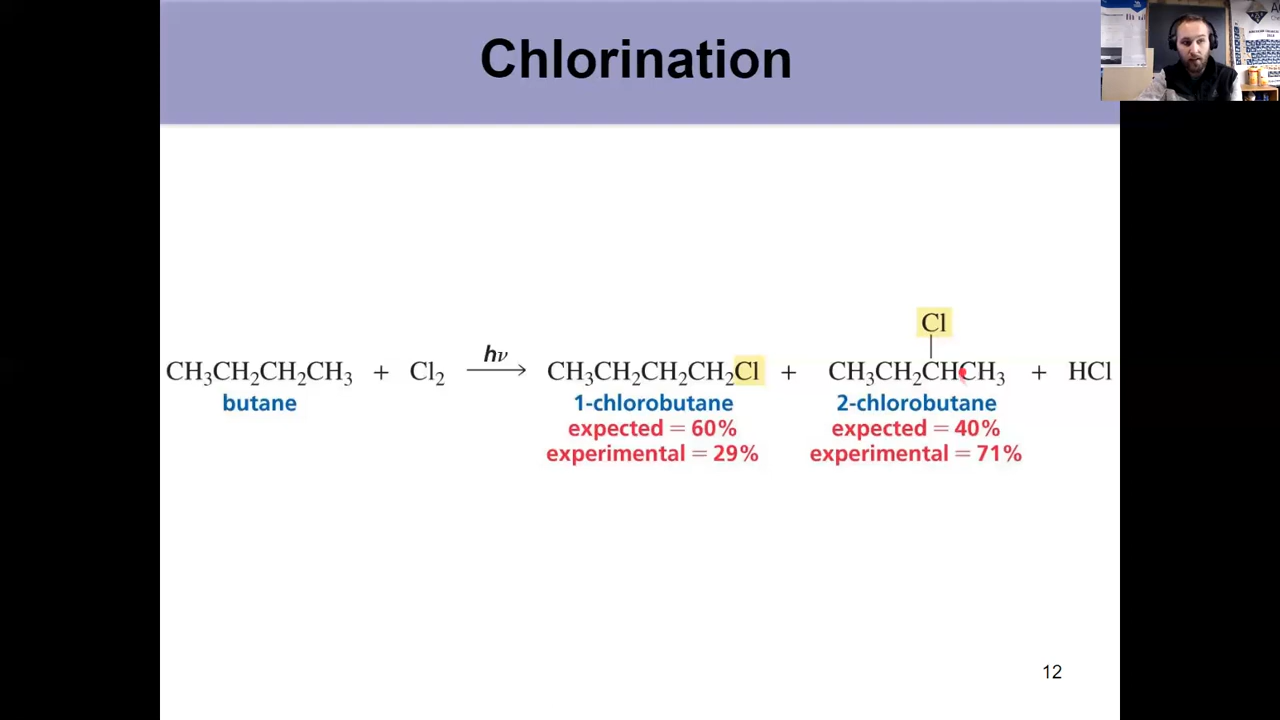 Chlorination
Cl
CH₃CH₂CH₂CH₃ + Cl₂ hν → CH₃CH₂CH₂CH₂Cl + CH₃CH₂CHCH₃ + HCl
butane 1-chlorobutane 2-chlorobutane
expected = 60% expected = 40%
experimental = 29% experimental = 71%
12